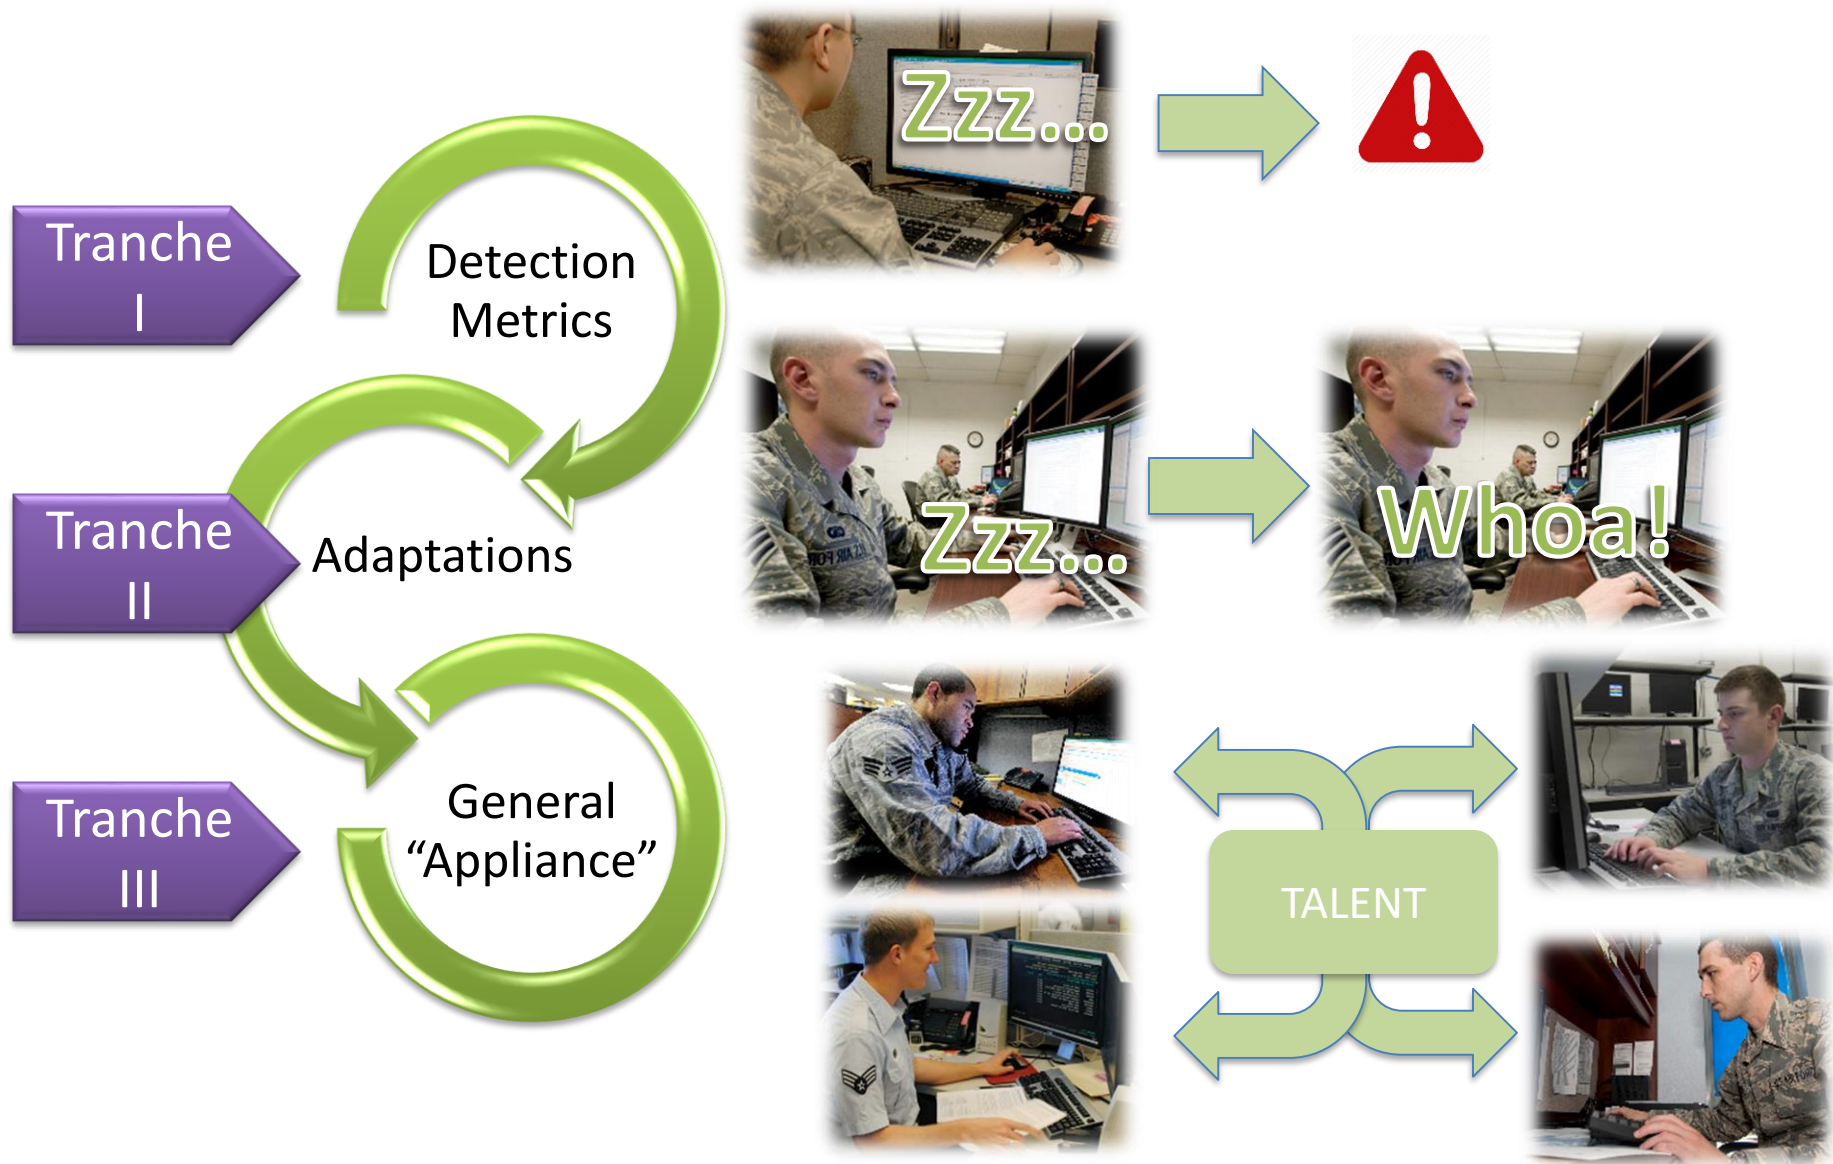 Tranche
I
Detection
Metrics
Zzz...
!
Tranche
II
Adaptations
Zzz...
Whoa!
Tranche
III
General
“Appliance”
TALENT